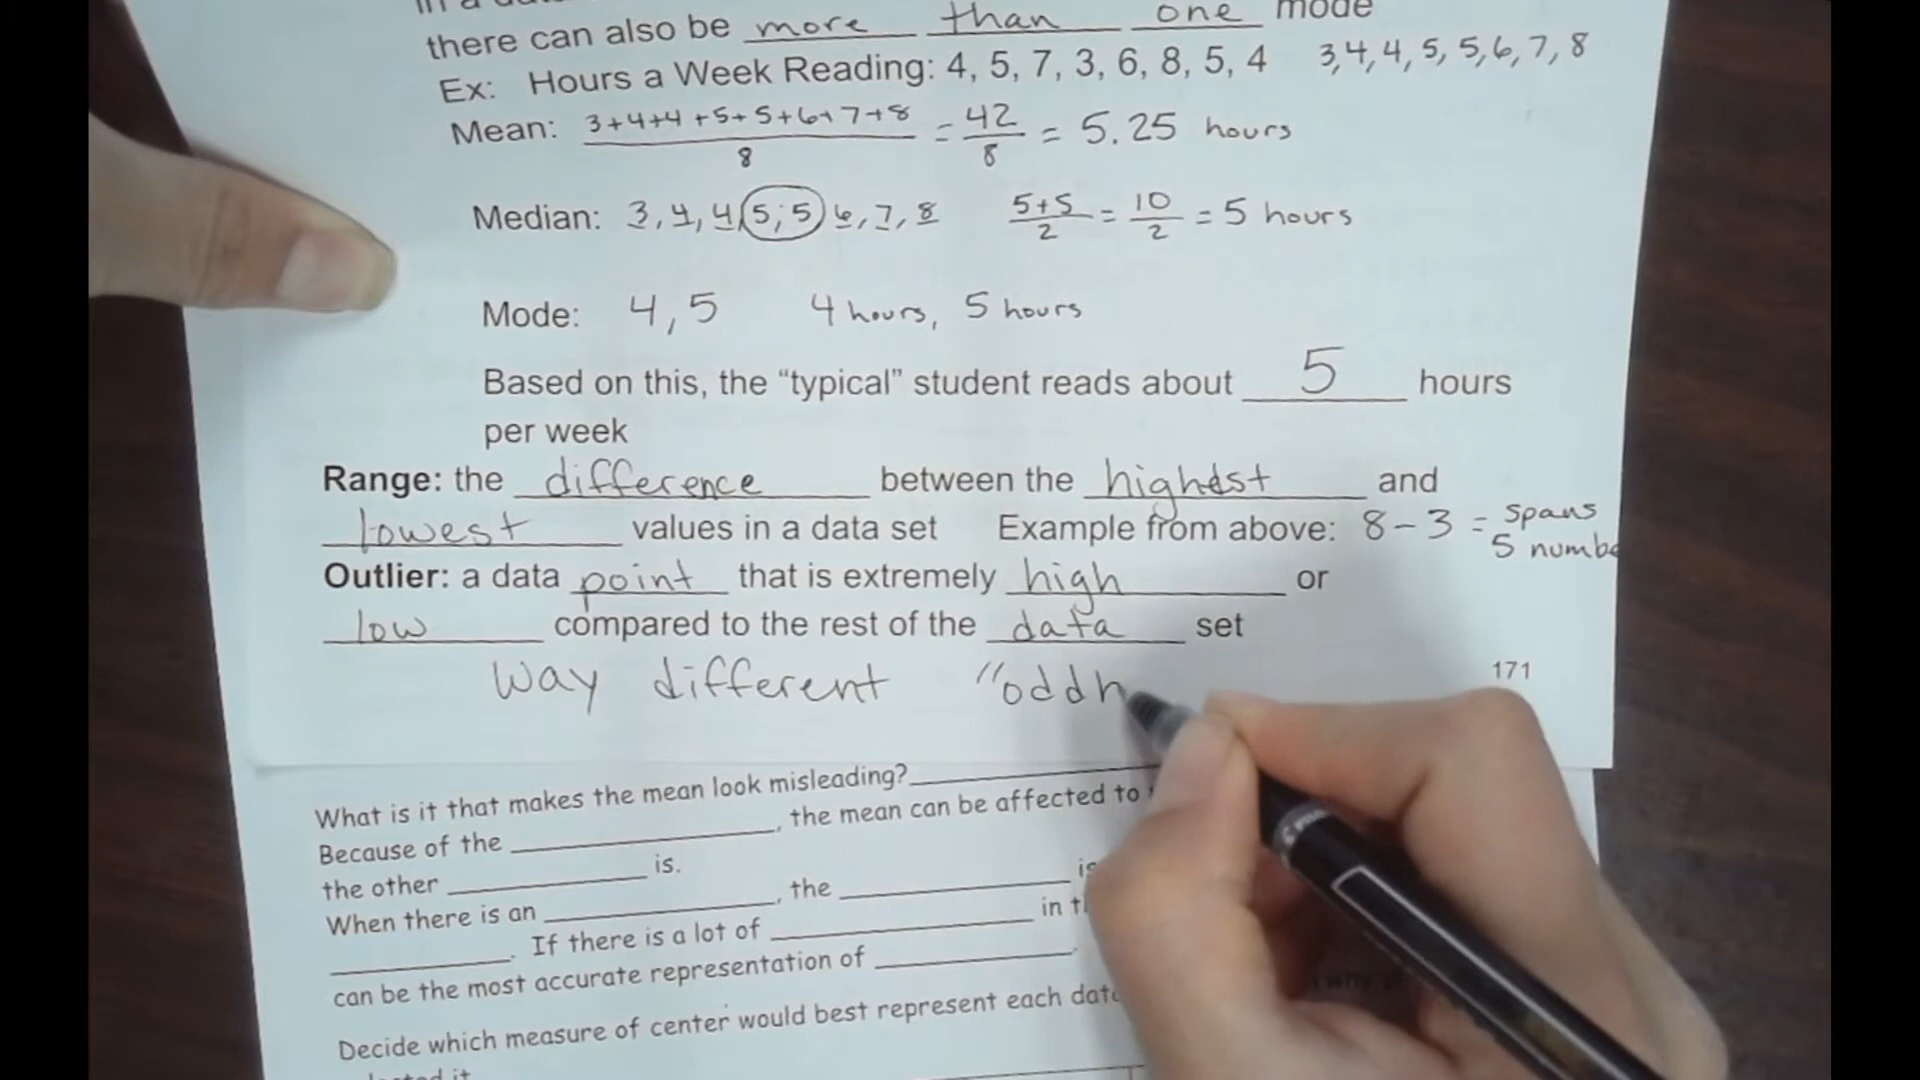 there can also be more than one mode
Ex: Hours a Week Reading: 4, 5, 7, 3, 6, 8, 5, 4 3,4,4,5,5,6,7,8
Mean: 3+4+4+5+5+6+7+8 / 8 = 42/8 = 5.25 hours
Median: 3,4,4,5,5,6,7,8 5+5/2 = 10/2 = 5 hours
Mode: 4,5 4 hours, 5 hours
Based on this, the “typical” student reads about 5 hours
per week
Range: the difference between the highest and
lowest values in a data set Example from above: 8-3 = spans
5 numbe
Outlier: a data point that is extremely high or
low compared to the rest of the data set
Way different "oddh
171
What is it that makes the mean look misleading?
Because of the ____, the mean can be affected to
the other ____ is.
When there is an ____, the ____
____. If there is a lot of ____ in
can be the most accurate representation of ____.
Decide which measure of center would best represent each
it